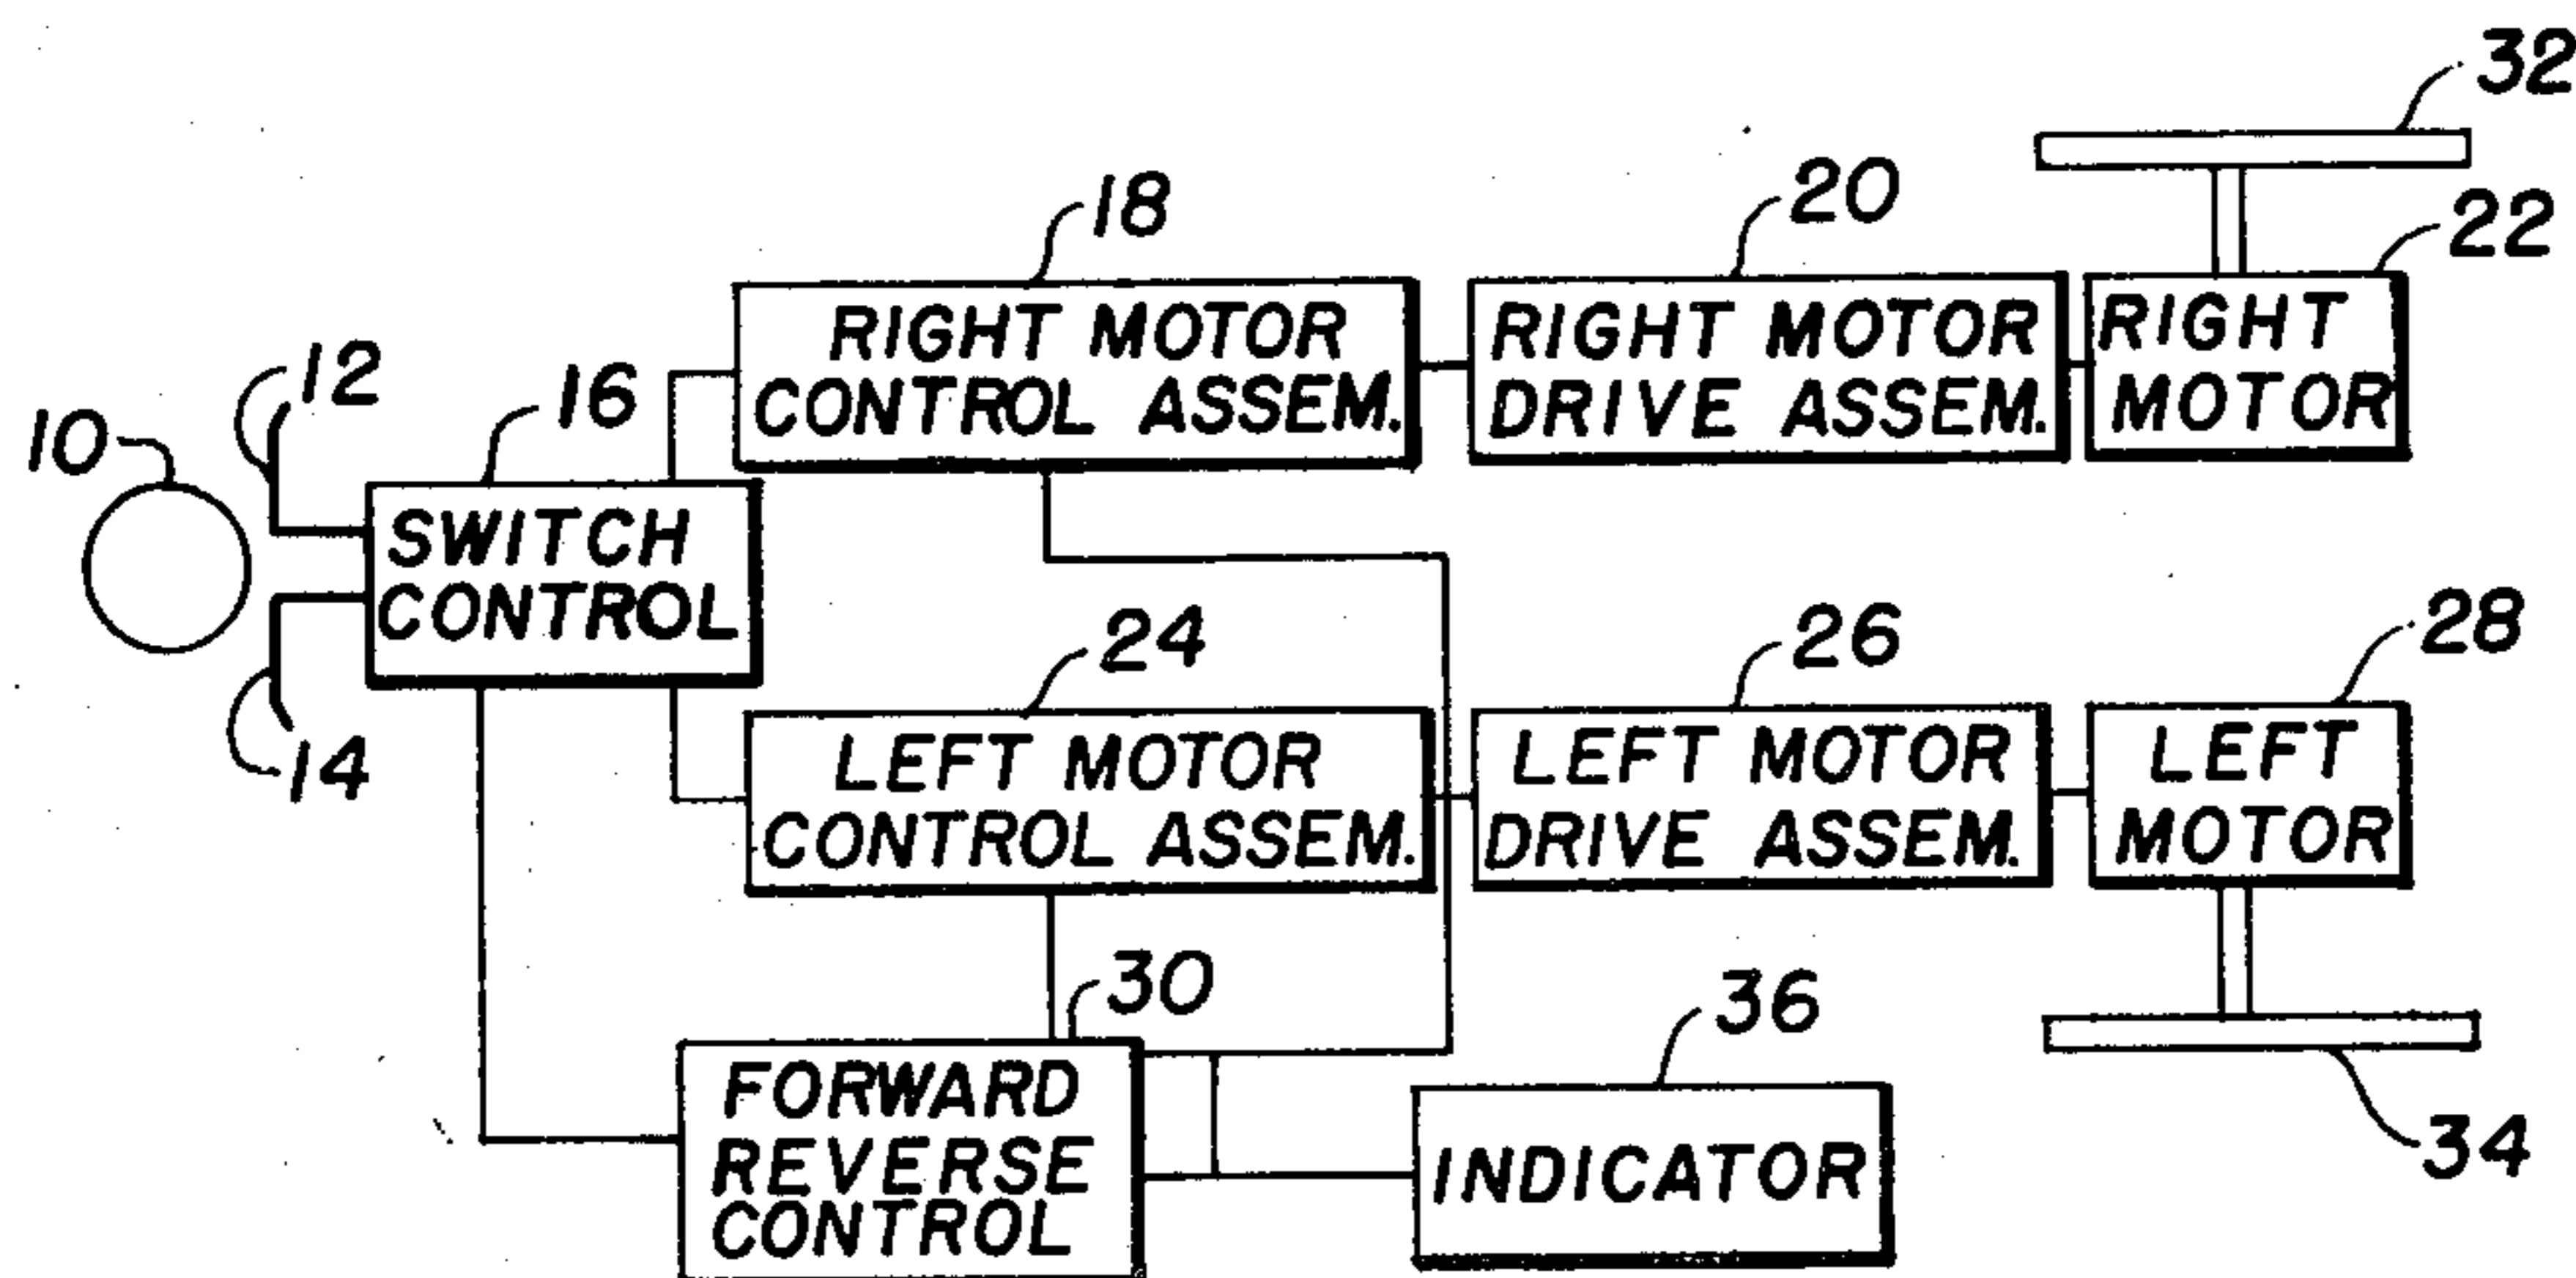 32
18
20
22
RIGHT MOTOR
CONTROL ASSEM.
RIGHT MOTOR
DRIVE ASSEM.
RIGHT
MOTOR
12
10
16
SWITCH
CONTROL
14
24
26
28
LEFT MOTOR
CONTROL ASSEM.
LEFT MOTOR
DRIVE ASSEM.
LEFT
MOTOR
30
36
34
FORWARD
REVERSE
CONTROL
INDICATOR